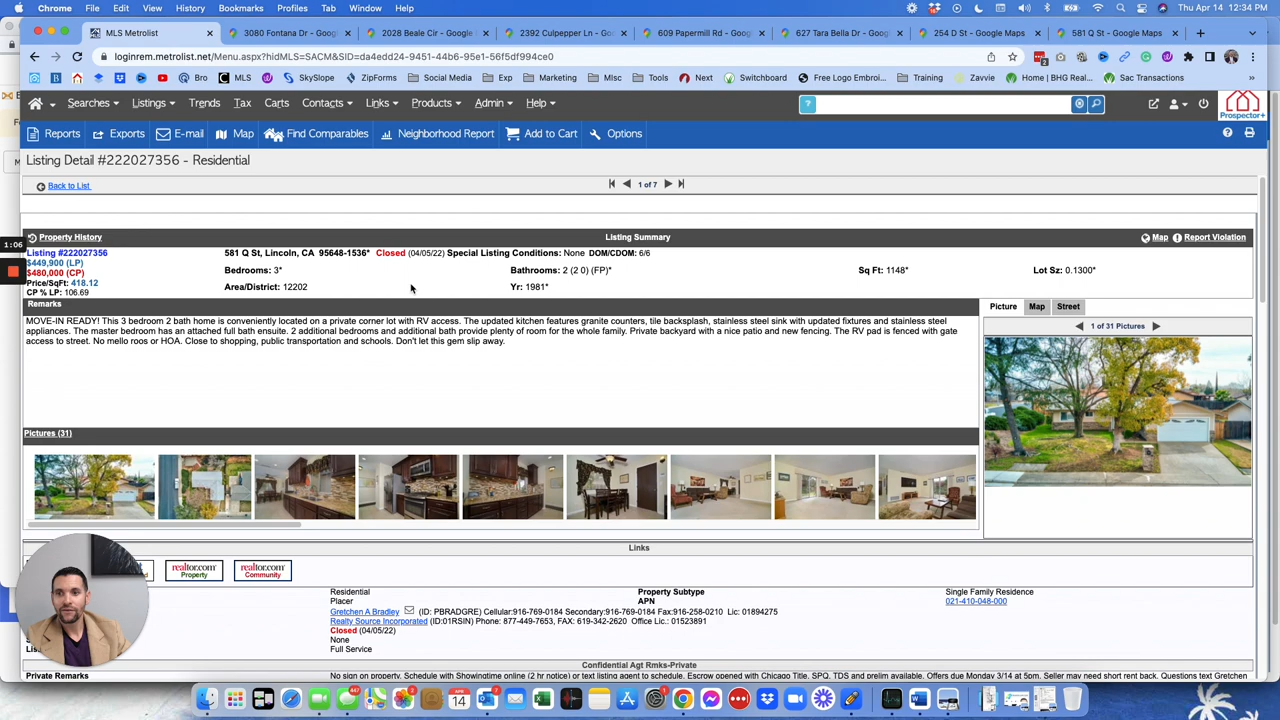 Chrome File Edit View History Bookmarks Profiles Tab Window Help Thu Apr 14 12:34 PM
MLS Metrolist 3080 Fontana Dr - Google 2028 Beale Cir - Google 2392 Culpepper Ln - Goo 609 Papermill Rd - Google 627 Tara Bella Dr - Google 254 D St - Google Maps 581 Q St - Google Maps
loginrem.metrolist.net/Menu.aspx?hidMLS=SACM&SID=da4edd24-9451-44b6-95e1-56f5df994ce0
Bro MLS SkySlope ZipForms Social Media Exp Marketing MIsc Tools Next Switchboard Free Logo Embroi... Training Zavvie Home | BHG Real... Sac Transactions
Searches Listings Trends Tax Carts Contacts Links Products Admin Help
Prospector+
Reports Exports E-mail Map Find Comparables Neighborhood Report Add to Cart Options
Listing Detail #222027356 - Residential
Back to List 1 of 7
Property History Listing Summary Map Report Violation
Listing #222027356 581 Q St, Lincoln, CA 95648-1536* Closed (04/05/22) Special Listing Conditions: None DOM/CDOM: 6/6
$449,900 (LP)
$480,000 (CP) Bedrooms: 3* Bathrooms: 2 (2 0) (FP)* Sq Ft: 1148* Lot Sz: 0.1300*
Price/SqFt: 418.12
CP % LP: 106.69 Area/District: 12202 Yr: 1981*
1:06
Remarks Picture Map Street
MOVE-IN READY! This 3 bedroom 2 bath home is conveniently located on a private corner lot with RV access. The updated kitchen features granite counters, tile backsplash, stainless steel sink with updated fixtures and stainless steel
appliances. The master bedroom has an attached full bath ensuite. 2 additional bedrooms and additional bath provide plenty of room for the whole family. Private backyard with a nice patio and new fencing. The RV pad is fenced with gate
access to street. No mello roos or HOA. Close to shopping, public transportation and schools. Don't let this gem slip away.
1 of 31 Pictures
Pictures (31)
Links
realtor.com Property realtor.com Community
Residential Property Subtype Single Family Residence
Placer APN 021-410-048-000
Gretchen A Bradley (ID: PBRADGRE) Cellular:916-769-0184 Secondary:916-769-0184 Fax:916-258-0210 Lic: 01894275
Realty Source Incorporated (ID:01RSIN) Phone: 877-449-7653, FAX: 619-342-2620 Office Lic.: 01523891
Closed (04/05/22)
None
Full Service
Confidential Agt Rmks-Private
Private Remarks No sign on property. Schedule with Showingtime online (2 hr notice) or text listing agent to schedule. Escrow opened with Chicago Title. SPQ, TDS and prelim available. Offers due Monday 3/14 at 5pm. Seller may need short rent back. Questions text Gretchen